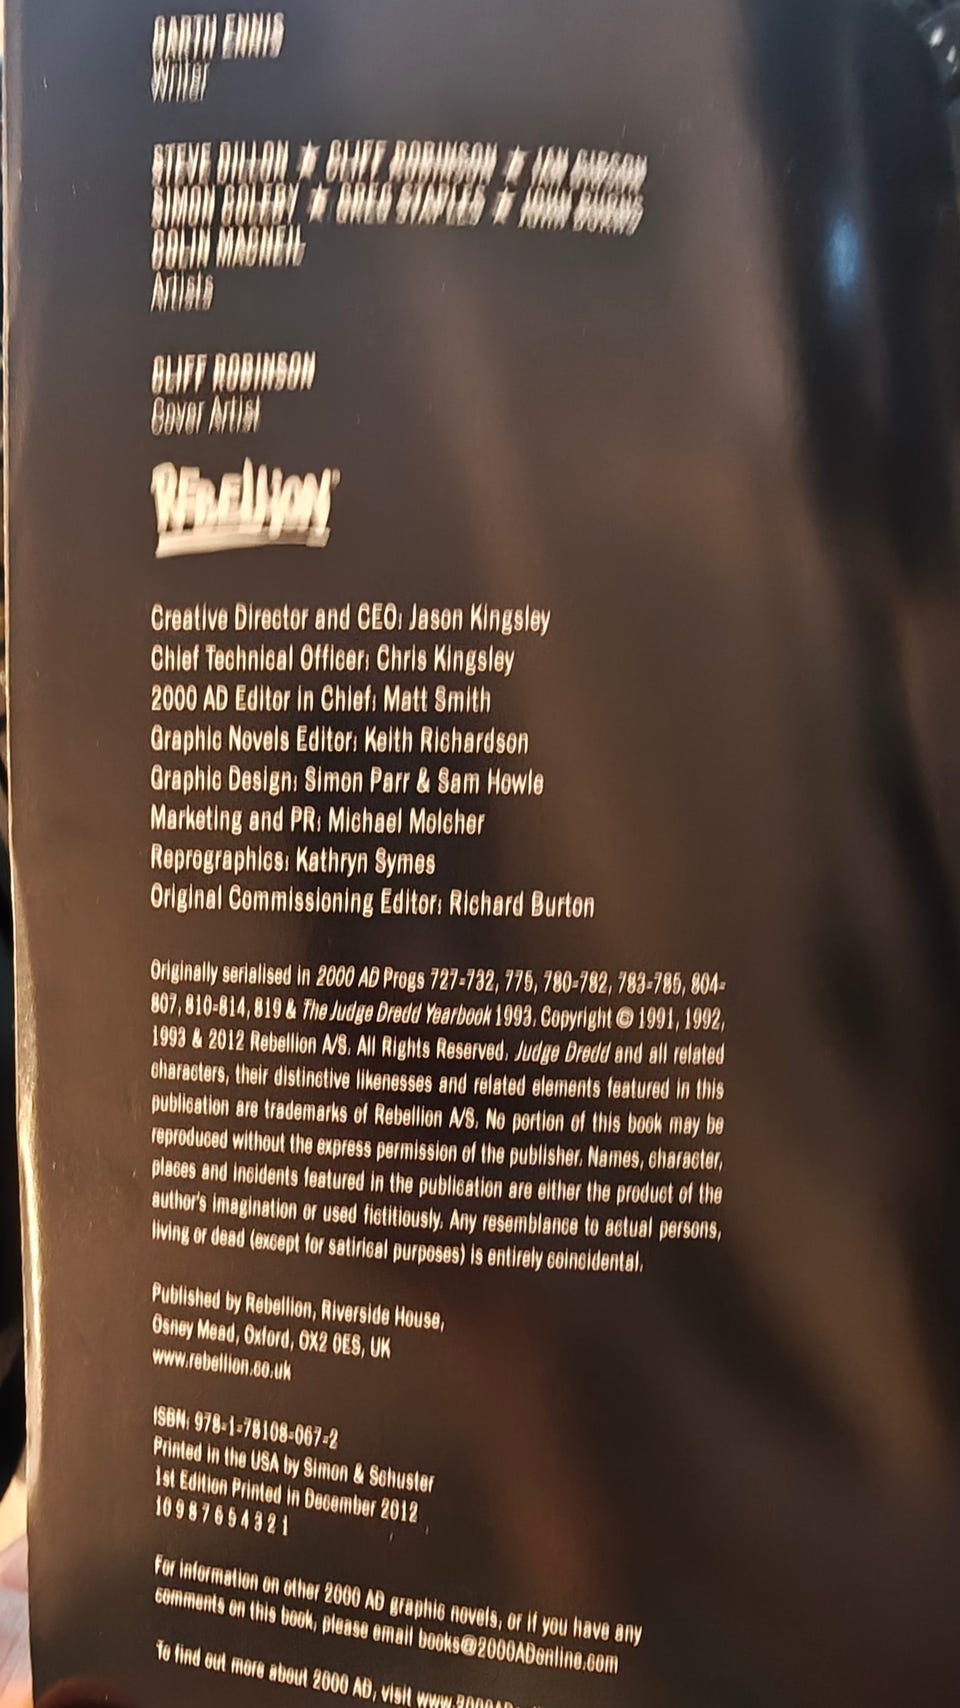 GARTH ENNIS
Writer
STEVE DILLON ★ CLIFF ROBINSON ★ IAN GIBSON
SIMON COLEBY ★ GREG STAPLES ★ JOHN BURNS
COLIN MACNEIL
Artists
CLIFF ROBINSON
Cover Artist
REBELLION
Creative Director and CEO: Jason Kingsley
Chief Technical Officer: Chris Kingsley
2000 AD Editor in Chief: Matt Smith
Graphic Novels Editor: Keith Richardson
Graphic Design: Simon Parr & Sam Howle
Marketing and PR: Michael Molcher
Reprographics: Kathryn Symes
Original Commissioning Editor: Richard Burton
Originally serialised in 2000 AD Progs 727-732, 775, 780-782, 783-785, 804-
807, 810-814, 819 & The Judge Dredd Yearbook 1993. Copyright © 1991, 1992,
1993 & 2012 Rebellion A/S. All Rights Reserved. Judge Dredd and all related
characters, their distinctive likenesses and related elements featured in this
publication are trademarks of Rebellion A/S. No portion of this book may be
reproduced without the express permission of the publisher. Names, character,
places and incidents featured in the publication are either the product of the
author's imagination or used fictitiously. Any resemblance to actual persons,
living or dead (except for satirical purposes) is entirely coincidental.
Published by Rebellion, Riverside House,
Osney Mead, Oxford, OX2 0ES, UK
www.rebellion.co.uk
ISBN: 978-1-78108-067-2
Printed in the USA by Simon & Schuster
1st Edition Printed in December 2012
10 9 8 7 6 5 4 3 2 1
For information on other 2000 AD graphic novels, or if you have any
comments on this book, please email books@2000ADonline.com
To find out more about 2000 AD, visit